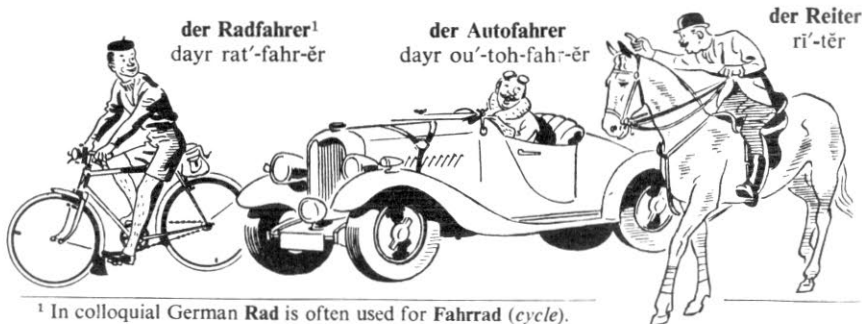 der Radfahrer¹
dayr rat′-fahr-ĕr
der Autofahrer
dayr ou′-toh-fahr-ĕr
der Reiter
ri′-tĕr
¹ In colloquial German Rad is often used for Fahrrad (cycle).